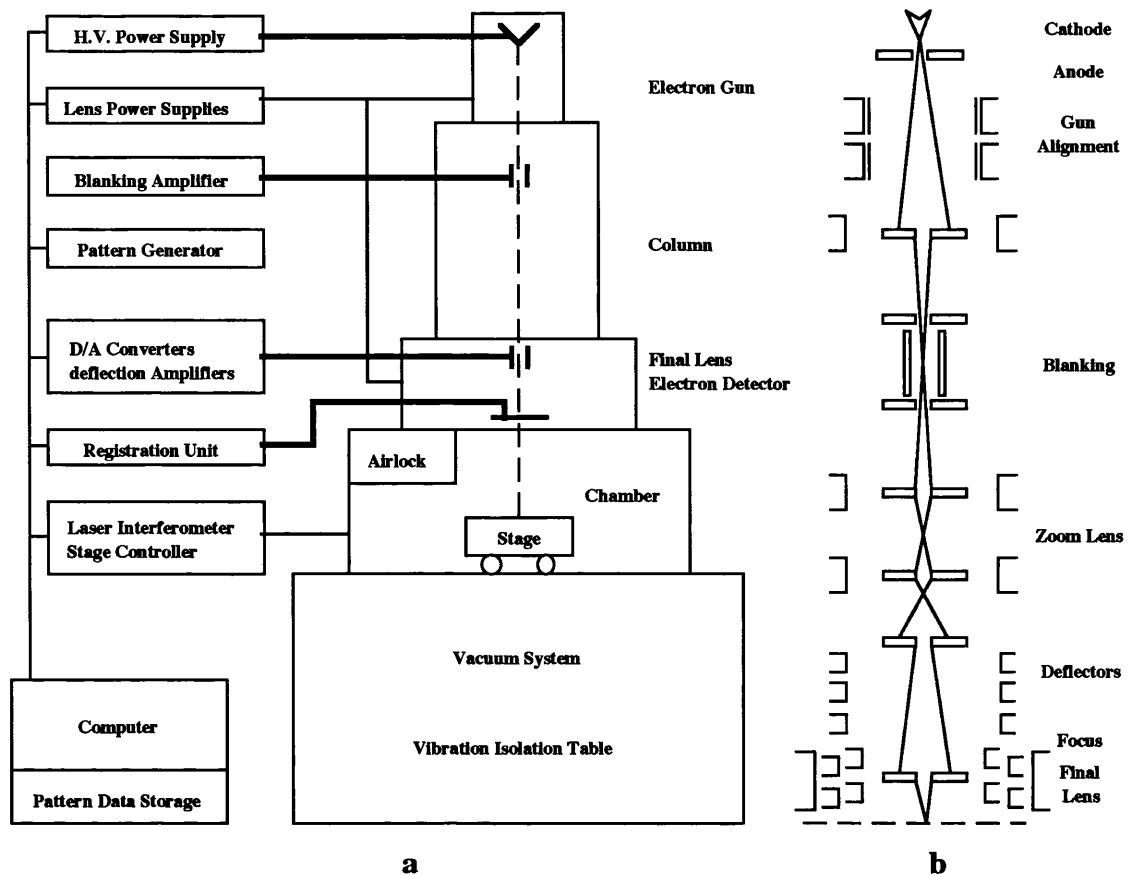 H.V. Power Supply
Lens Power Supplies
Blanking Amplifier
Pattern Generator
D/A Converters
deflection Amplifiers
Registration Unit
Laser Interferometer
Stage Controller
Computer
Pattern Data Storage
Electron Gun
Column
Final Lens
Electron Detector
Airlock
Chamber
Stage
Vacuum System
Vibration Isolation Table
a
Cathode
Anode
Gun
Alignment
Blanking
Zoom Lens
Deflectors
Focus
Final
Lens
b